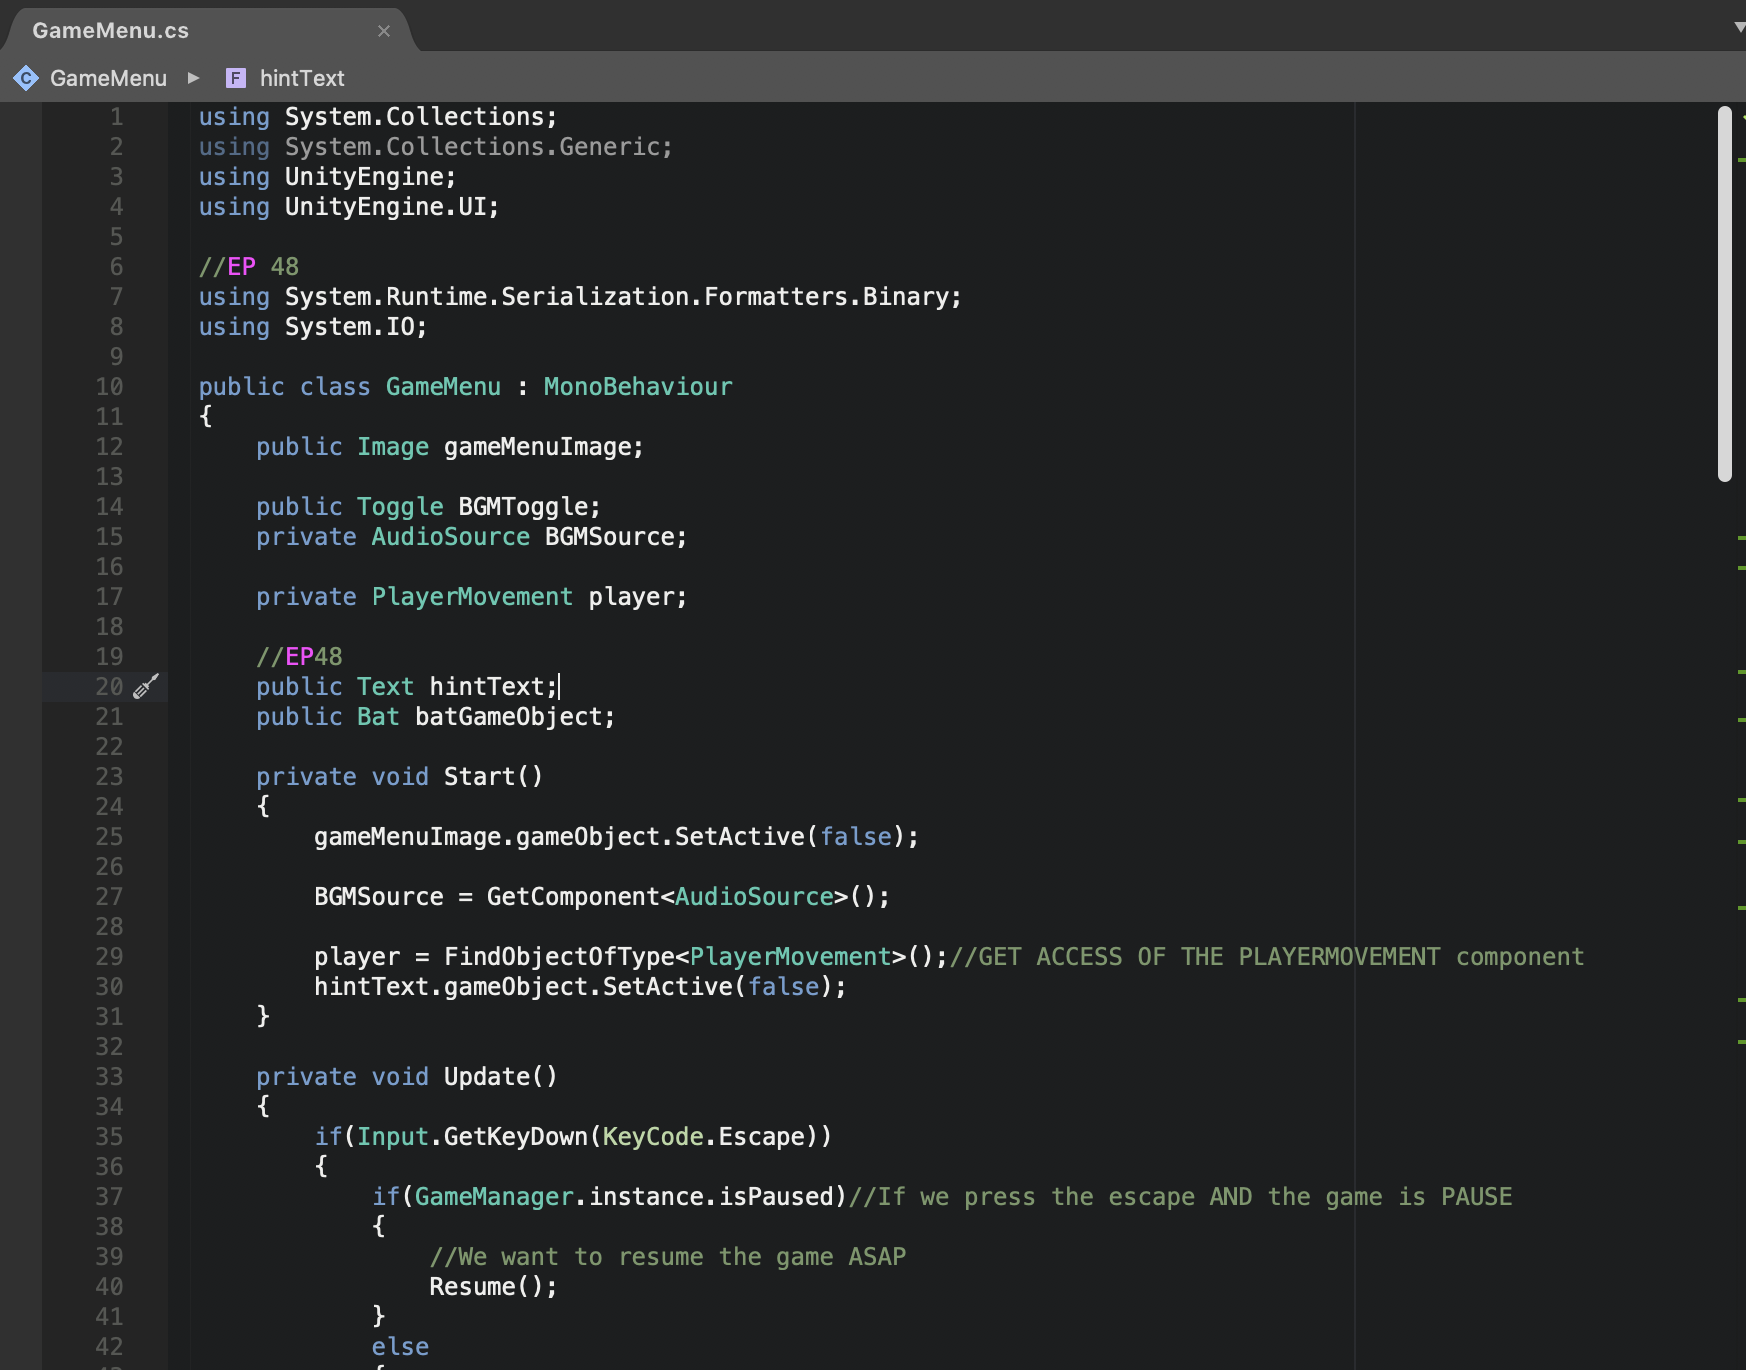 GameMenu.cs
GameMenu ▶ F hintText
1 using System.Collections;
2 using System.Collections.Generic;
3 using UnityEngine;
4 using UnityEngine.UI;
5
6 //EP 48
7 using System.Runtime.Serialization.Formatters.Binary;
8 using System.IO;
9
10 public class GameMenu : MonoBehaviour
11 {
12     public Image gameMenuImage;
13
14     public Toggle BGMToggle;
15     private AudioSource BGMSource;
16
17     private PlayerMovement player;
18
19     //EP48
20     public Text hintText;
21     public Bat batGameObject;
22
23     private void Start()
24     {
25         gameMenuImage.gameObject.SetActive(false);
26
27         BGMSource = GetComponent<AudioSource>();
28
29         player = FindObjectOfType<PlayerMovement>();//GET ACCESS OF THE PLAYERMOVEMENT component
30         hintText.gameObject.SetActive(false);
31     }
32
33     private void Update()
34     {
35         if(Input.GetKeyDown(KeyCode.Escape))
36         {
37             if(GameManager.instance.isPaused)//If we press the escape AND the game is PAUSE
38             {
39                 //We want to resume the game ASAP
40                 Resume();
41             }
42             else